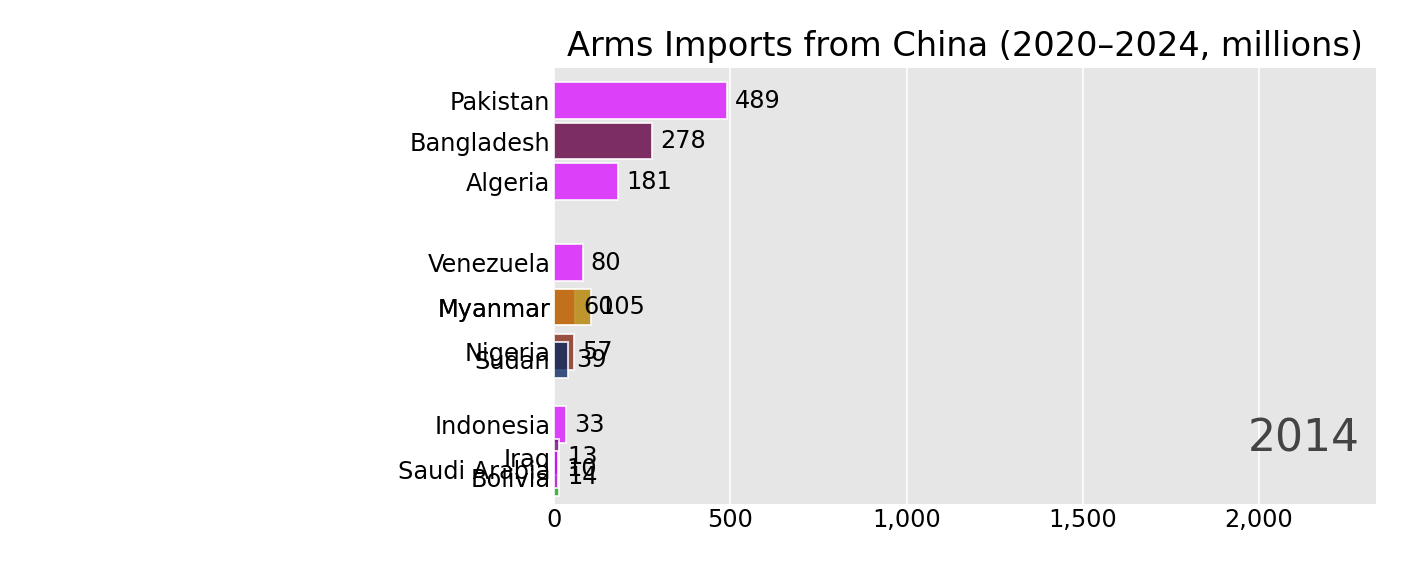 Arms Imports from China (2020–2024, millions)
Pakistan 489
Bangladesh 278
Algeria 181
Venezuela 80
Myanmar 60 105
Nigeria 57
Sudan 39
Indonesia 33
2014
Iraq 13
Saudi Arabia
Bolivia 14
0 500 1,000 1,500 2,000